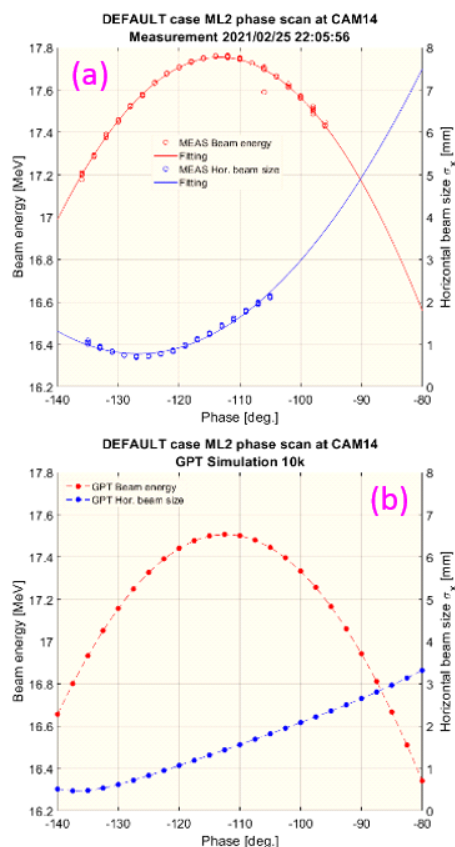 DEFAULT case ML2 phase scan at CAM14
Measurement 2021/02/25 22:05:56
(a)
17.8
17.6
17.4
17.2
17
16.8
16.6
16.4
16.2
Beam energy [MeV]
MEAS Beam energy
Fitting
MEAS Hor. beam size
Fitting
8
7
6
5
4
3
2
1
0
Horizontal beam size σx [mm]
-140 -130 -120 -110 -100 -90 -80
Phase [deg.]
DEFAULT case ML2 phase scan at CAM14
GPT Simulation 10k
(b)
GPT Beam energy
GPT Hor. beam size
17.8
17.6
17.4
17.2
17
16.8
16.6
16.4
16.2
Beam energy [MeV]
8
7
6
5
4
3
2
1
0
Horizontal beam size σx [mm]
-140 -130 -120 -110 -100 -90 -80
Phase [deg.]